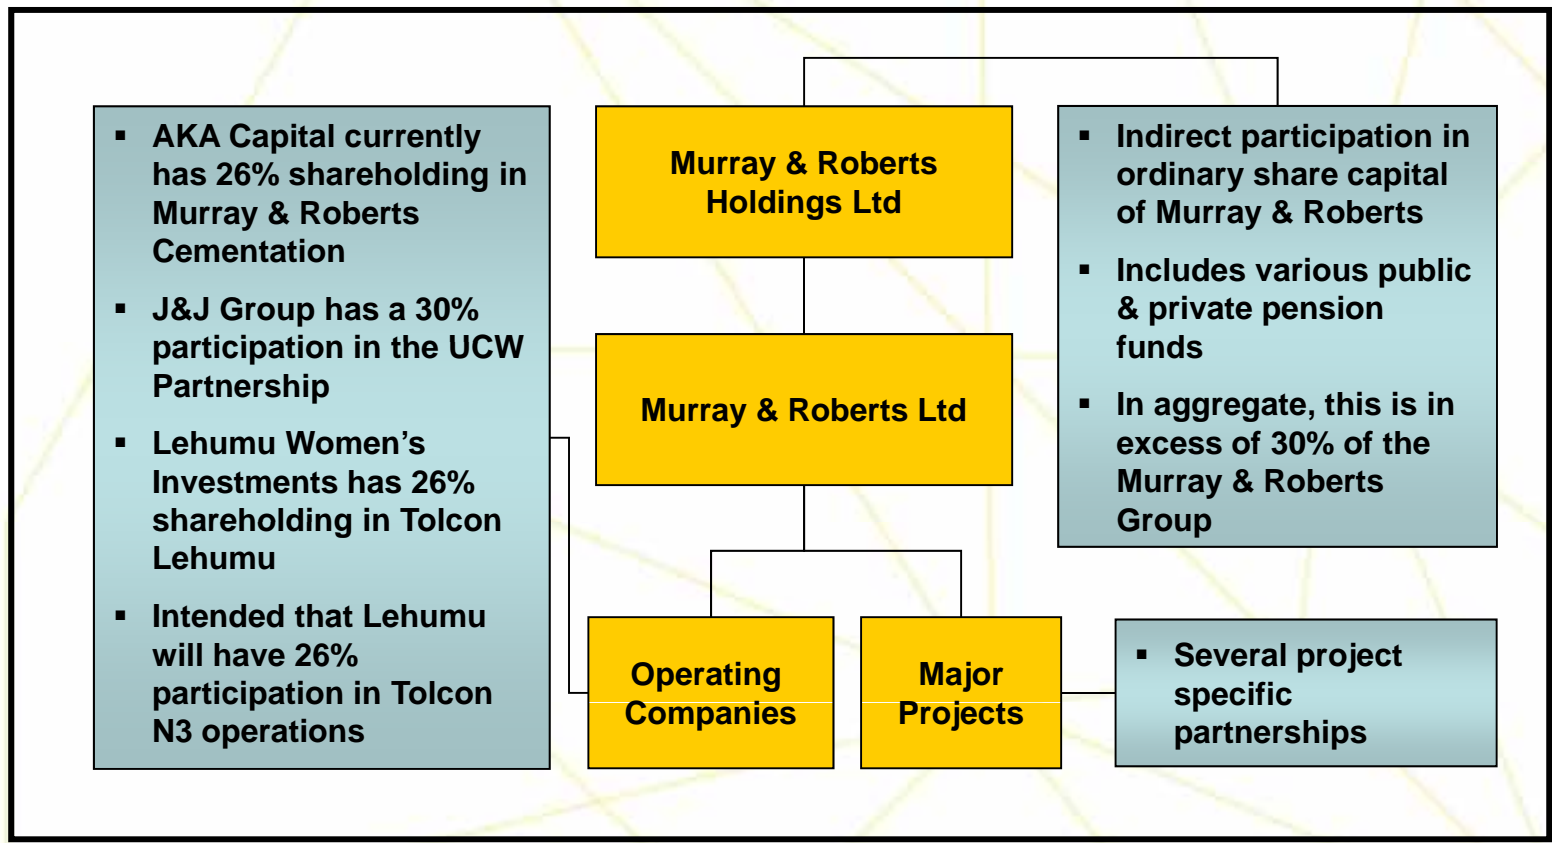 ▪ AKA Capital currently
has 26% shareholding in
Murray & Roberts
Cementation
▪ J&J Group has a 30%
participation in the UCW
Partnership
▪ Lehumu Women’s
Investments has 26%
shareholding in Tolcon
Lehumu
▪ Intended that Lehumu
will have 26%
participation in Tolcon
N3 operations
Murray & Roberts
Holdings Ltd
Murray & Roberts Ltd
Operating
Companies
Major
Projects
▪ Indirect participation in
ordinary share capital
of Murray & Roberts
▪ Includes various public
& private pension
funds
▪ In aggregate, this is in
excess of 30% of the
Murray & Roberts
Group
▪ Several project
specific
partnerships